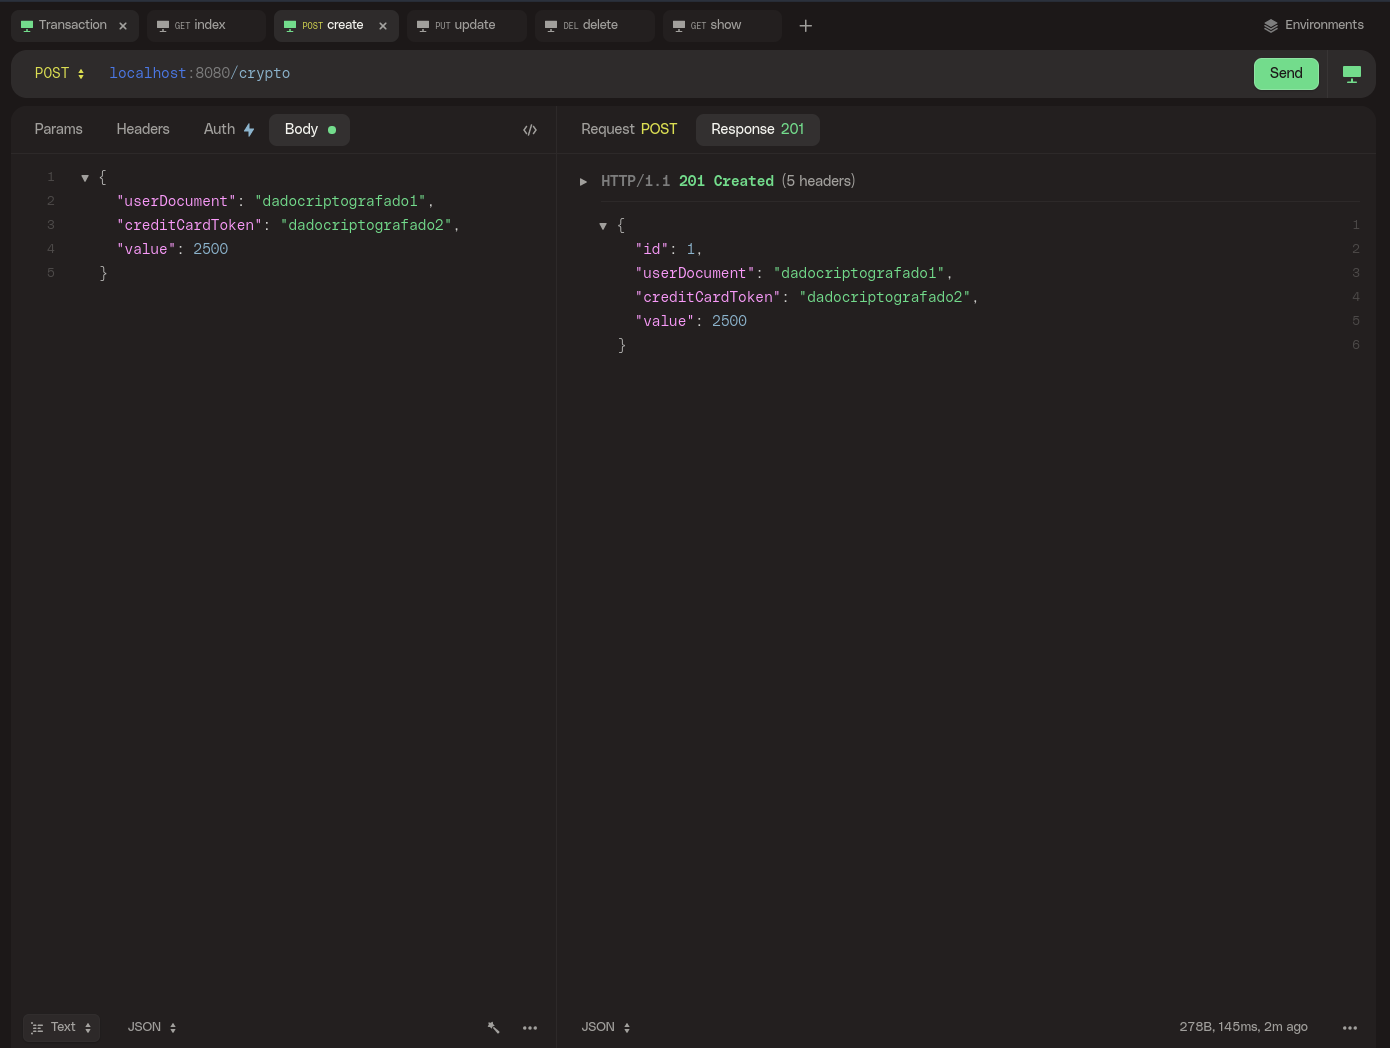 Transaction × GET index POST create × PUT update DEL delete GET show + Environments
POST localhost:8080/crypto Send
Params Headers Auth Body </>
1 {
2 "userDocument": "dadocriptografado1",
3 "creditCardToken": "dadocriptografado2",
4 "value": 2500
5 }
Text JSON
Request POST Response 201
HTTP/1.1 201 Created (5 headers)
{ 1
"id": 1, 2
"userDocument": "dadocriptografado1", 3
"creditCardToken": "dadocriptografado2", 4
"value": 2500 5
} 6
JSON 278B, 145ms, 2m ago